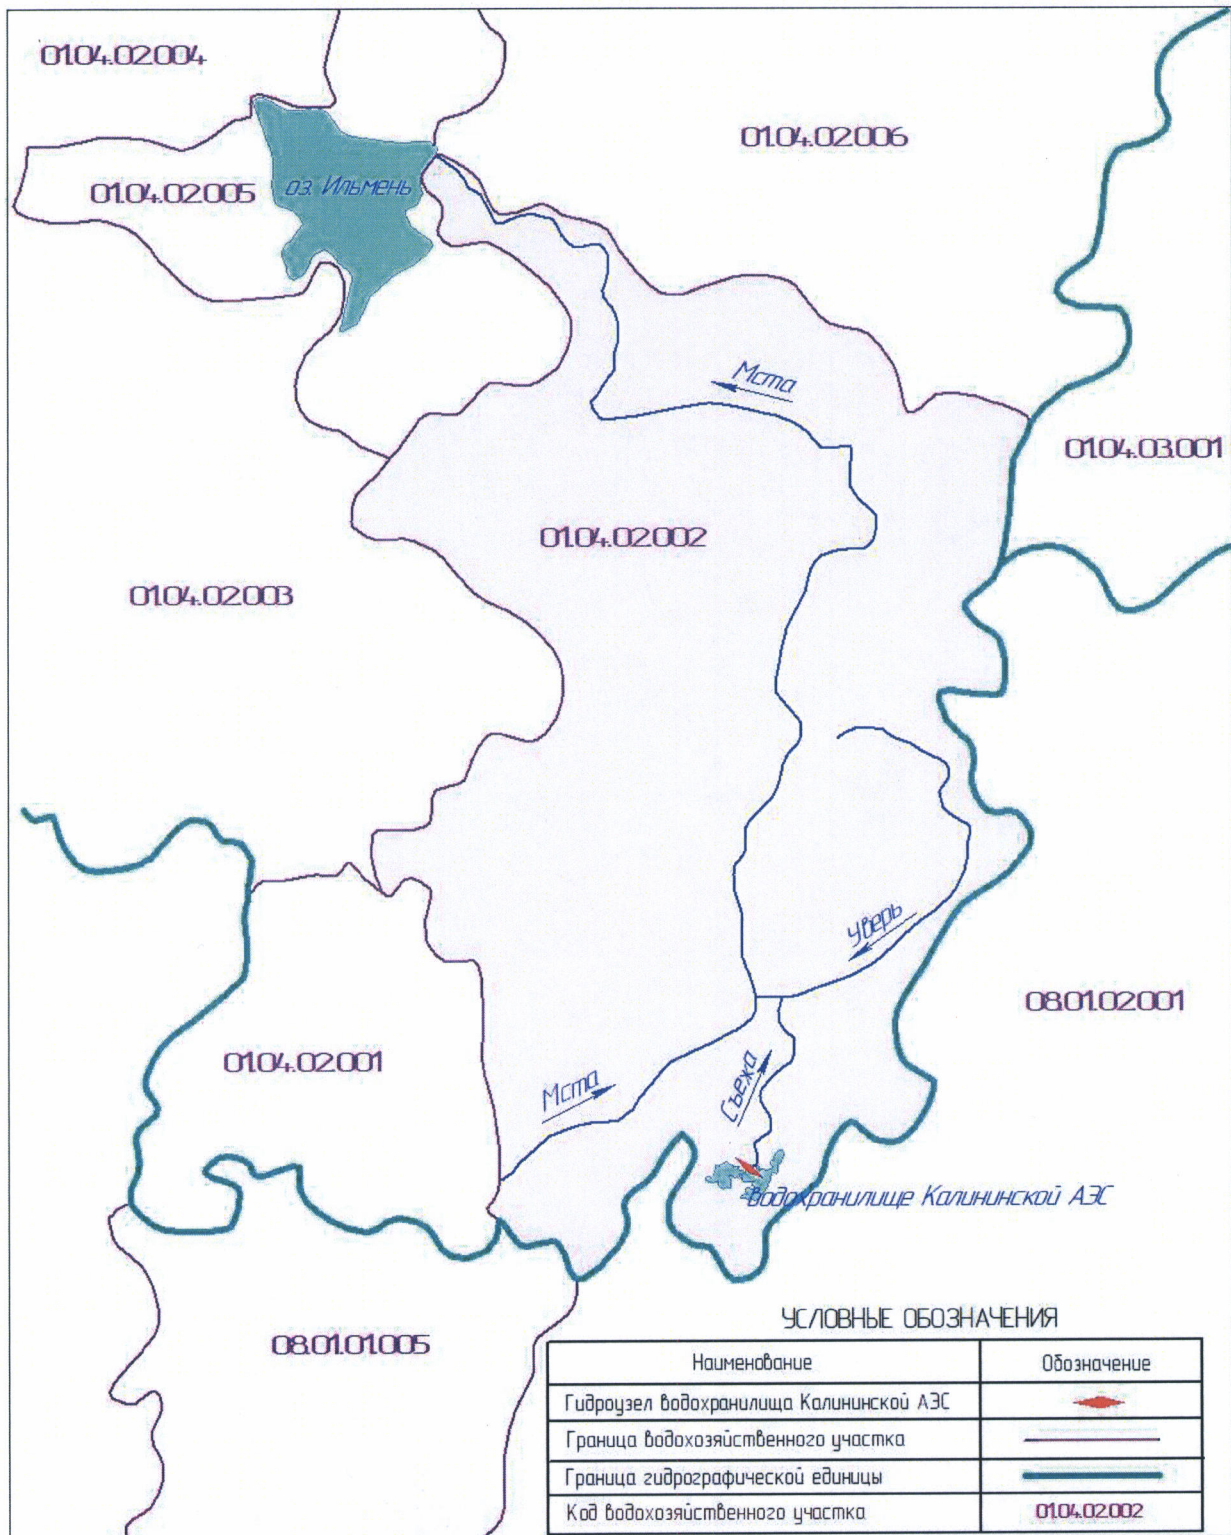 01.04.02.004
01.04.02.006
01.04.02.005
оз. Ильмень
Мста
01.04.03.001
01.04.02.002
01.04.02.003
Уверь
08.01.02.001
01.04.02.001
Мста
Съежа
водохранилище Калининской АЭС
08.01.01.005
УСЛОВНЫЕ ОБОЗНАЧЕНИЯ
Наименование Обозначение
Гидроузел водохранилища Калининской АЭС
Граница водохозяйственного участка
Граница гидрографической единицы
Код водохозяйственного участка 01.04.02.002